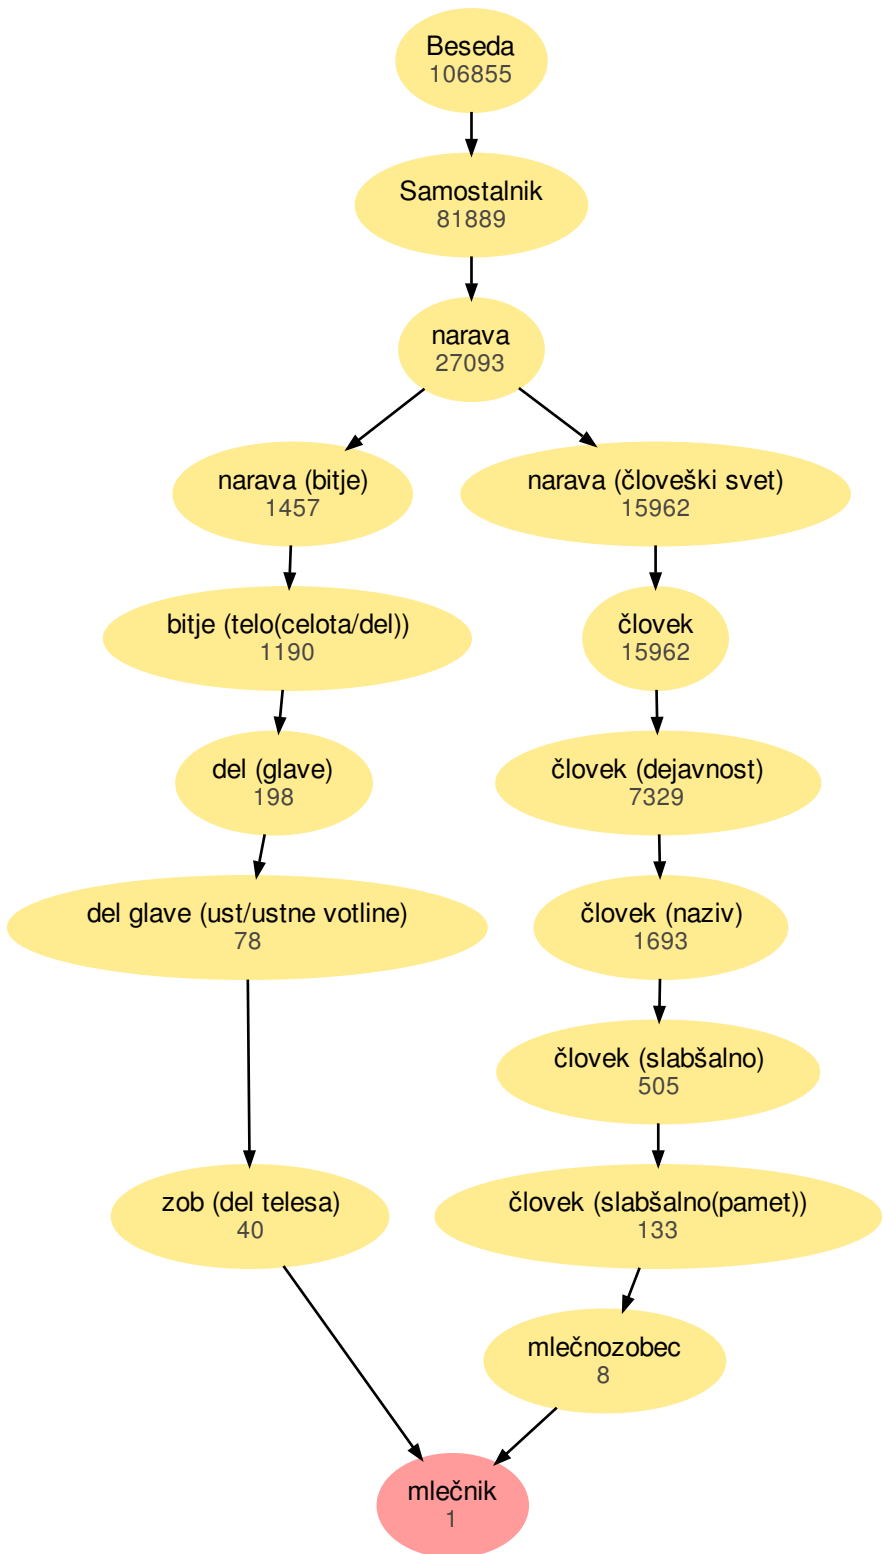 Beseda
106855
Samostalnik
81889
narava
27093
narava (bitje)
1457
narava (človeški svet)
15962
bitje (telo(celota/del))
1190
človek
15962
del (glave)
198
človek (dejavnost)
7329
del glave (ust/ustne votline)
78
človek (naziv)
1693
človek (slabšalno)
505
zob (del telesa)
40
človek (slabšalno(pamet))
133
mlečnozobec
8
mlečnik
1